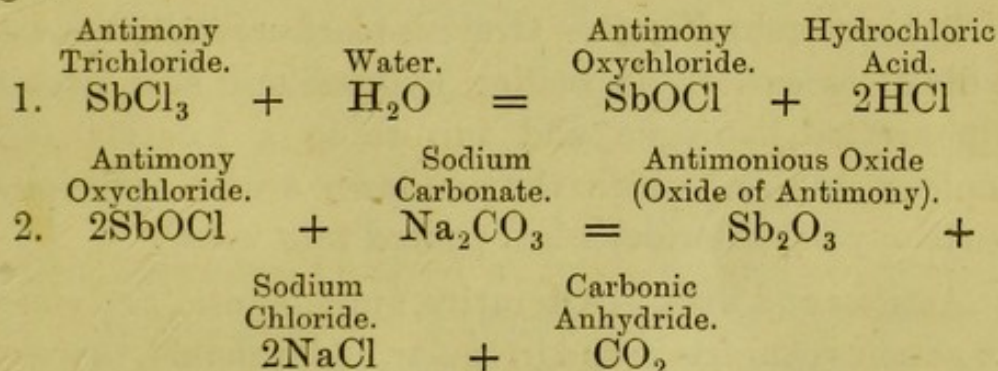 Antimony Antimony Hydrochloric
Trichloride. Water. Oxychloride. Acid.
1. SbCl₃ + H₂O = SbOCl + 2HCl
Antimony Sodium Antimonious Oxide
Oxychloride. Carbonate. (Oxide of Antimony).
2. 2SbOCl + Na₂CO₃ = Sb₂O₃ +
Sodium Carbonic
Chloride. Anhydride.
2NaCl + CO₂